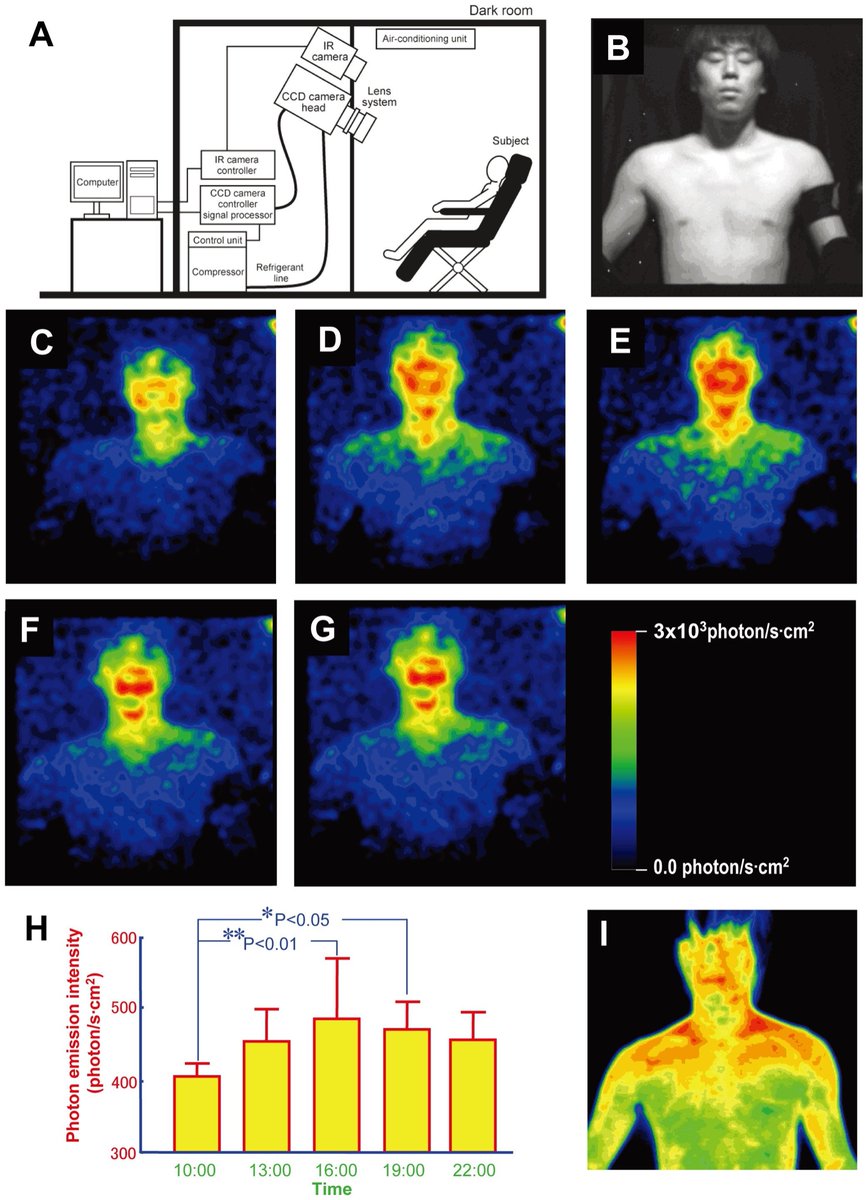 A
Dark room
IR
camera
Air-conditioning unit
CCD camera
head
Lens
system
Subject
IR camera
controller
Computer
CCD camera
controller
signal processor
Control unit
Compressor
Refrigerant
line
B
C
D
E
F
G
3x10³photon/s·cm²
0.0 photon/s·cm²
H
Photon emission intensity
(photon/s·cm²)
600
500
400
300
*P<0.05
**P<0.01
10:00 13:00 16:00 19:00 22:00
Time
I